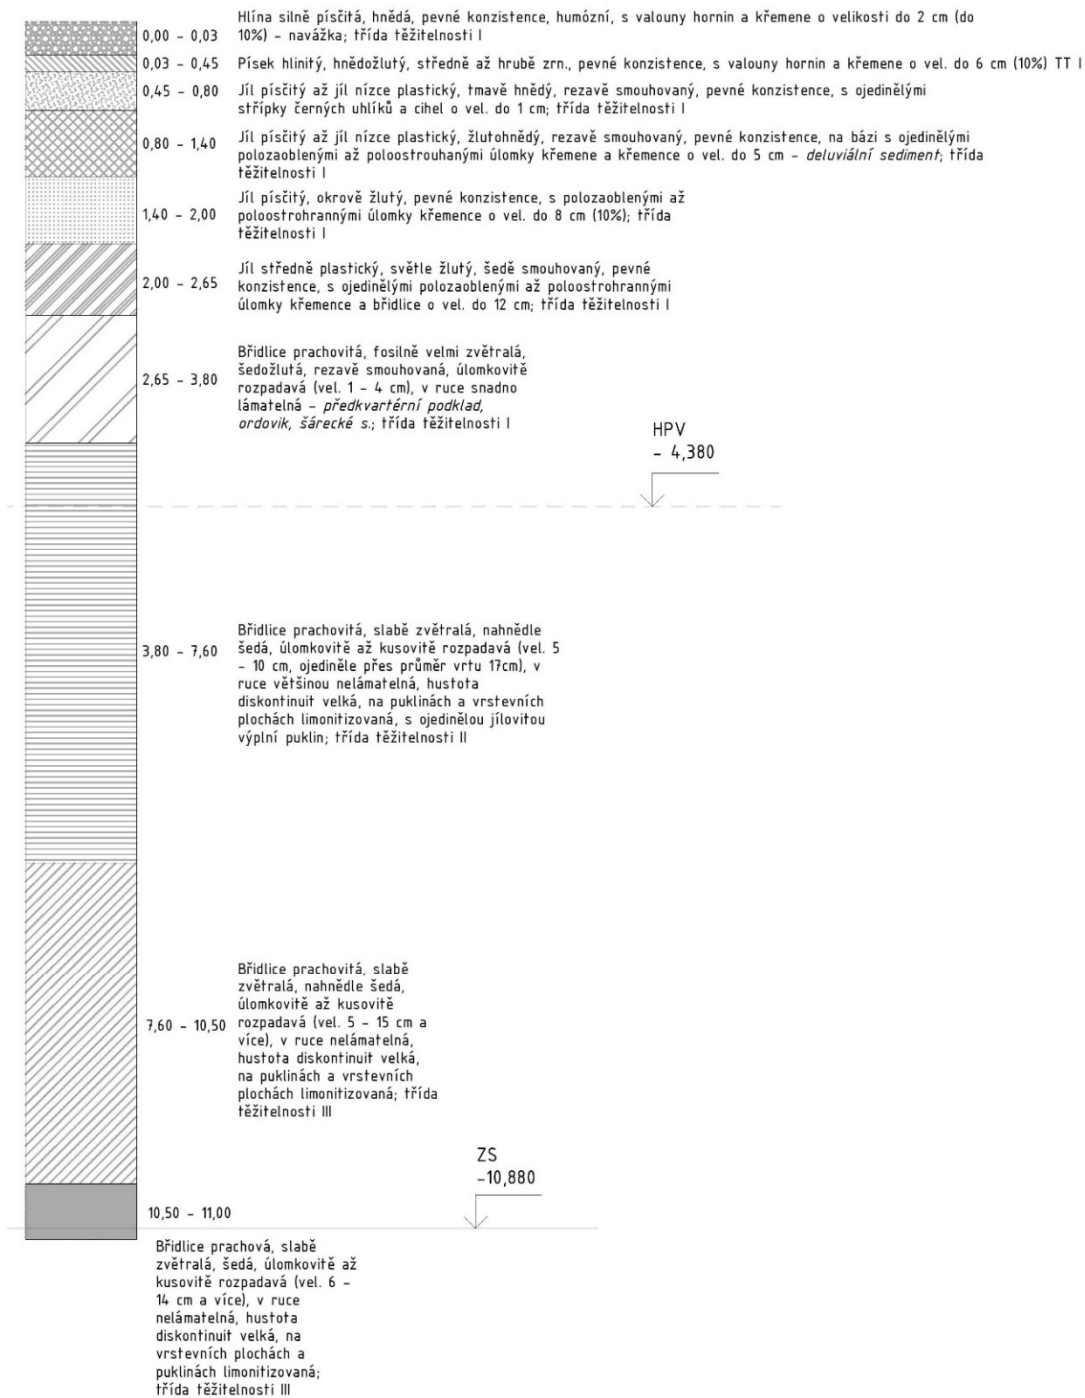 Hlína silně písčitá, hnědá, pevné konzistence, humózní, s valouny hornin a křemene o velikosti do 2 cm (do
0,00 – 0,03 10%) – navážka; třída těžitelnosti I
0,03 – 0,45 Písek hlinitý, hnědožlutý, středně až hrubě zrn., pevné konzistence, s valouny hornin a křemene o vel. do 6 cm (10%) TT I
0,45 – 0,80 Jíl písčitý až jíl nízce plastický, tmavě hnědý, rezavě smouhovaný, pevné konzistence, s ojedinělými
střípky černých uhlíků a cihel o vel. do 1 cm; třída těžitelnosti I
0,80 – 1,40 Jíl písčitý až jíl nízce plastický, žlutohnědý, rezavě smouhovaný, pevné konzistence, na bázi s ojedinělými
polozaoblenými až poloostrouhanými úlomky křemene a křemence o vel. do 5 cm – deluviální sediment; třída
těžitelnosti I
Jíl písčitý, okrově žlutý, pevné konzistence, s polozaoblenými až
1,40 – 2,00 poloostrohrannými úlomky křemence o vel. do 8 cm (10%); třída
těžitelnosti I
Jíl středně plastický, světle žlutý, šedě smouhovaný, pevné
2,00 – 2,65 konzistence, s ojedinělými polozaoblenými až poloostrohrannými
úlomky křemence a břidlice o vel. do 12 cm; třída těžitelnosti I
Břidlice prachovitá, fosilně velmi zvětralá,
šedožlutá, rezavě smouhovaná, úlomkovitě
2,65 – 3,80 rozpadavá (vel. 1 – 4 cm), v ruce snadno
lámatelná – předkvartérní podklad,
ordovik, šárecké s.; třída těžitelnosti I
HPV
– 4,380
Břidlice prachovitá, slabě zvětralá, nahnědle
3,80 – 7,60 šedá, úlomkovitě až kusovitě rozpadavá (vel. 5
– 10 cm, ojediněle přes průměr vrtu 17cm), v
ruce většinou nelámatelná, hustota
diskontinuit velká, na puklinách a vrstevních
plochách limonitizovaná, s ojedinělou jílovitou
výplní puklin; třída těžitelnosti II
Břidlice prachovitá, slabě
zvětralá, nahnědle šedá,
úlomkovitě až kusovitě
7,60 – 10,50 rozpadavá (vel. 5 – 15 cm a
více), v ruce nelámatelná,
hustota diskontinuit velká,
na puklinách a vrstevních
plochách limonitizovaná; třída
těžitelnosti III
ZS
-10,880
10,50 – 11,00
Břidlice prachová, slabě
zvětralá, šedá, úlomkovitě až
kusovitě rozpadavá (vel. 6 –
14 cm a více), v ruce
nelámatelná, hustota
diskontinuit velká, na
vrstevních plochách a
puklinách limonitizovaná;
třída těžitelnosti III